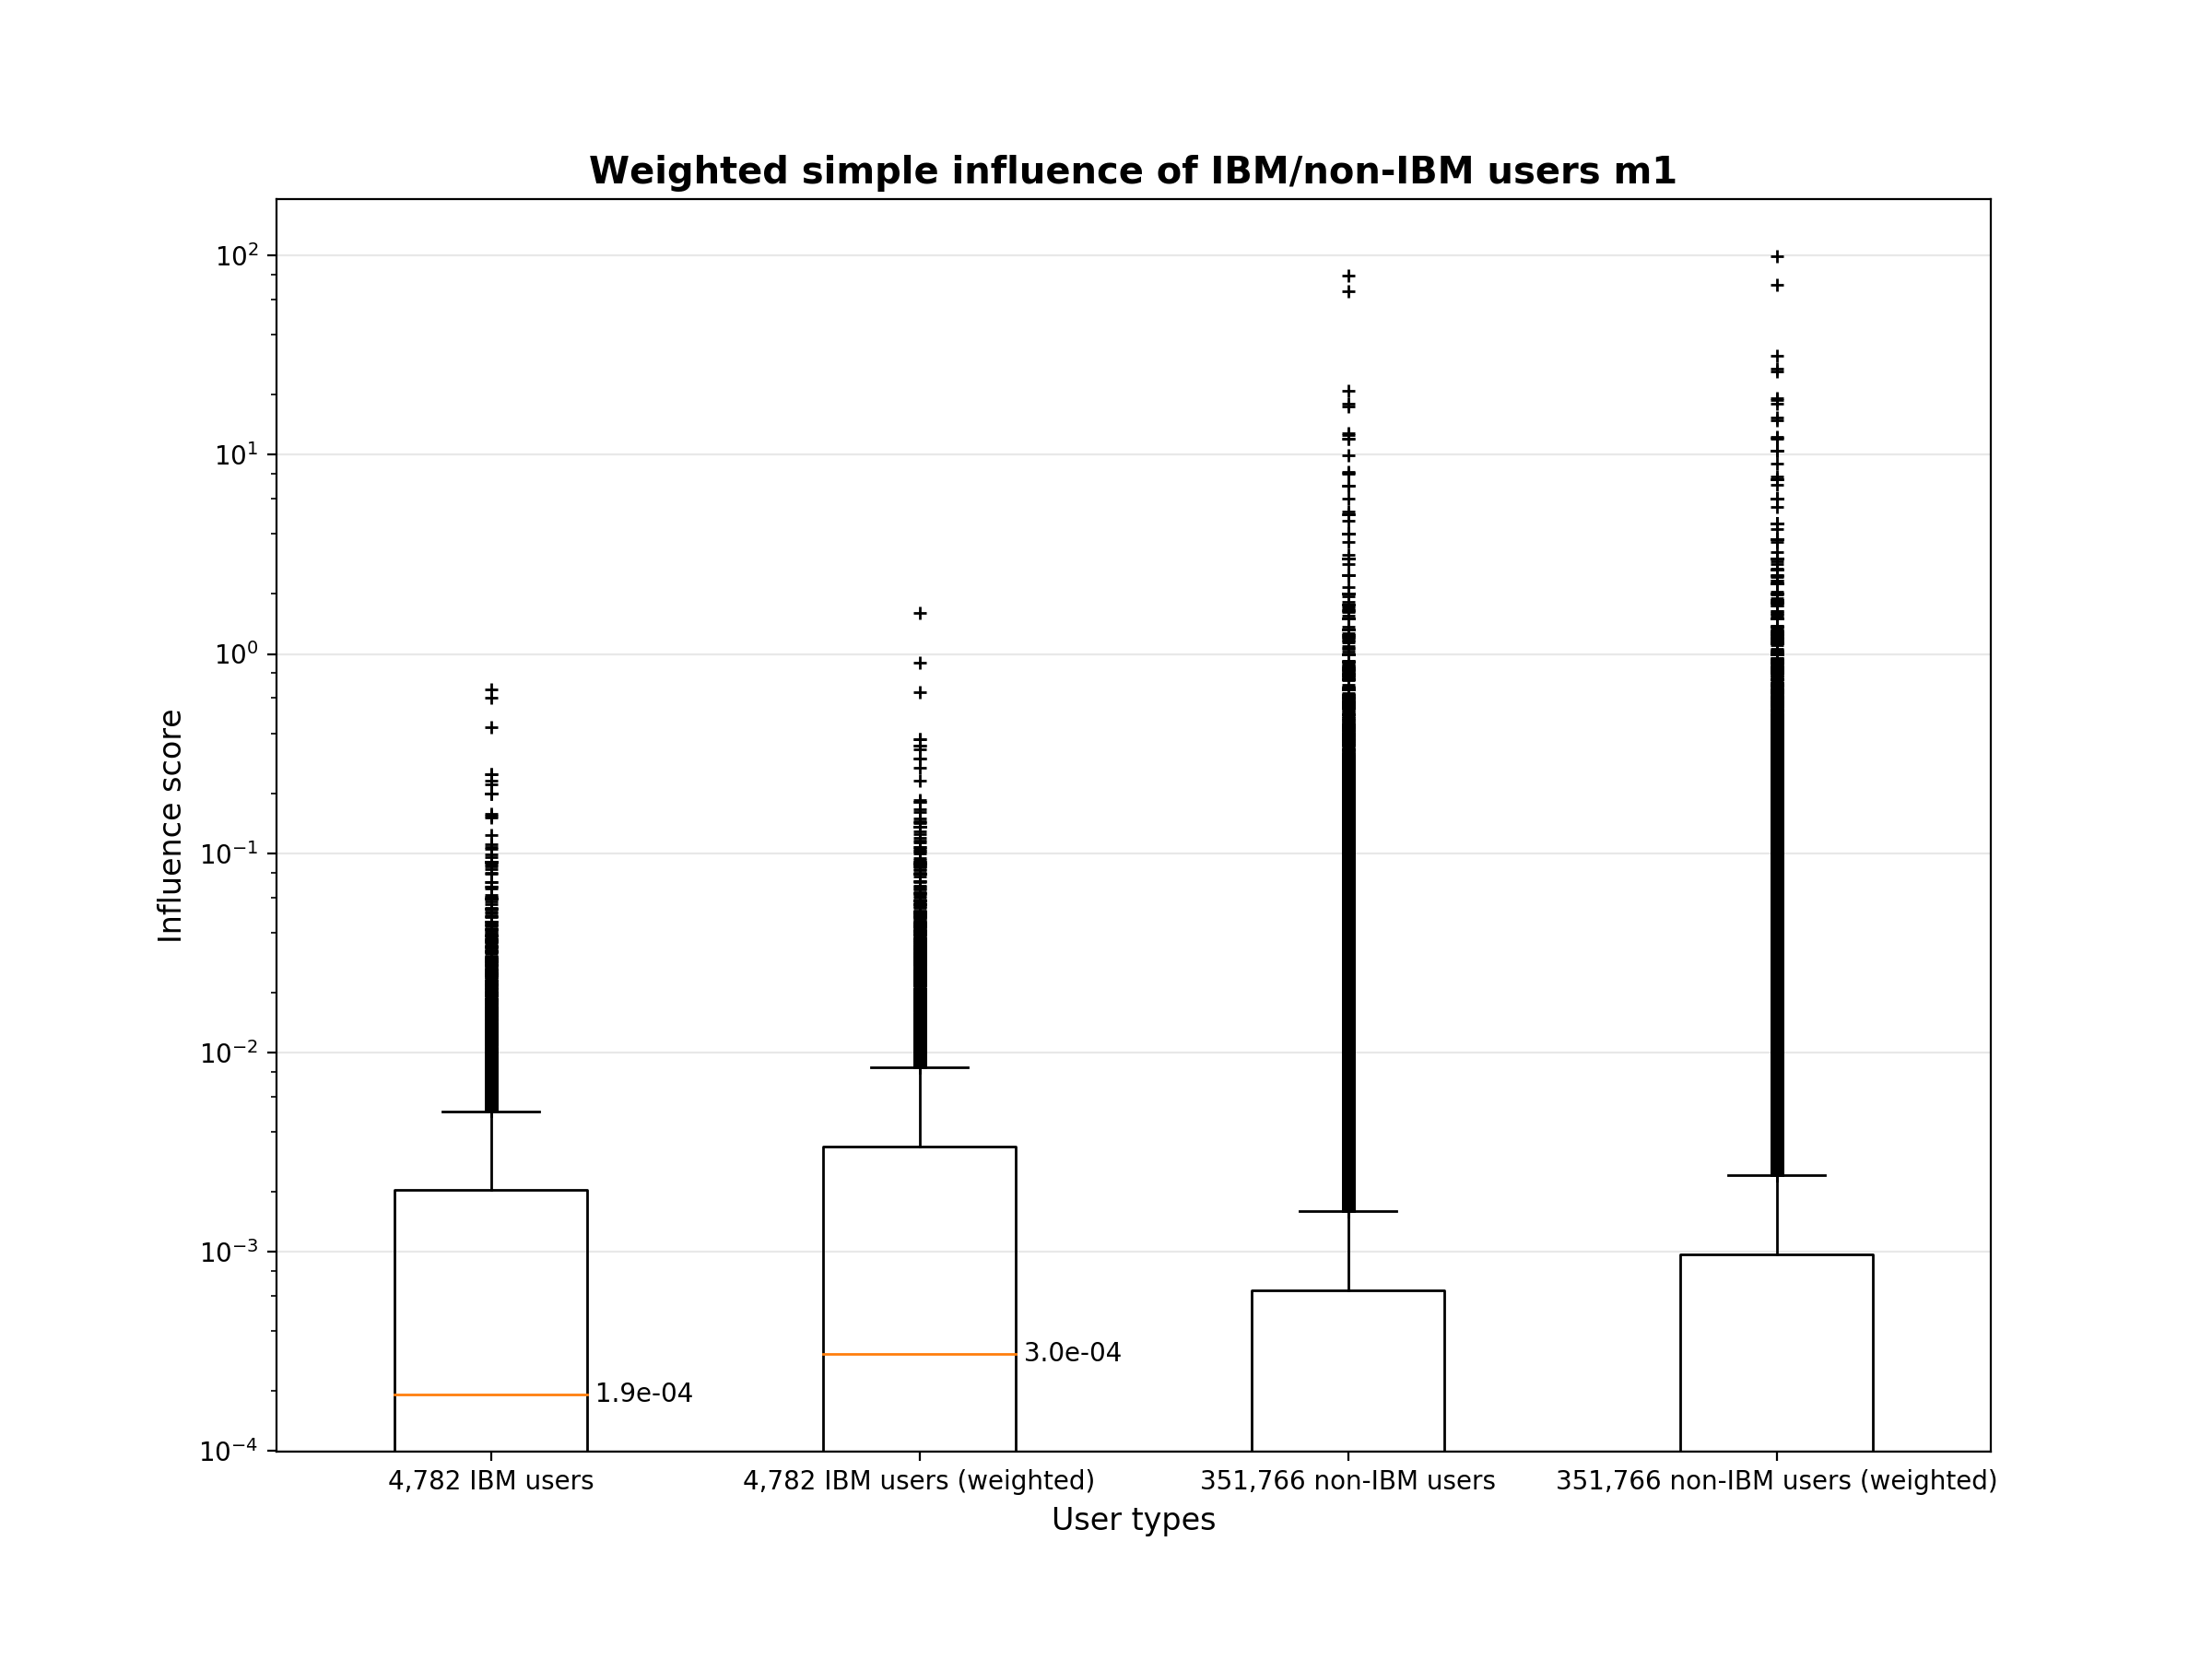 Weighted simple influence of IBM/non-IBM users m1
10²
10¹
10⁰
10⁻¹
10⁻²
10⁻³
10⁻⁴
Influence score
1.9e-04
3.0e-04
4,782 IBM users
4,782 IBM users (weighted)
351,766 non-IBM users
351,766 non-IBM users (weighted)
User types